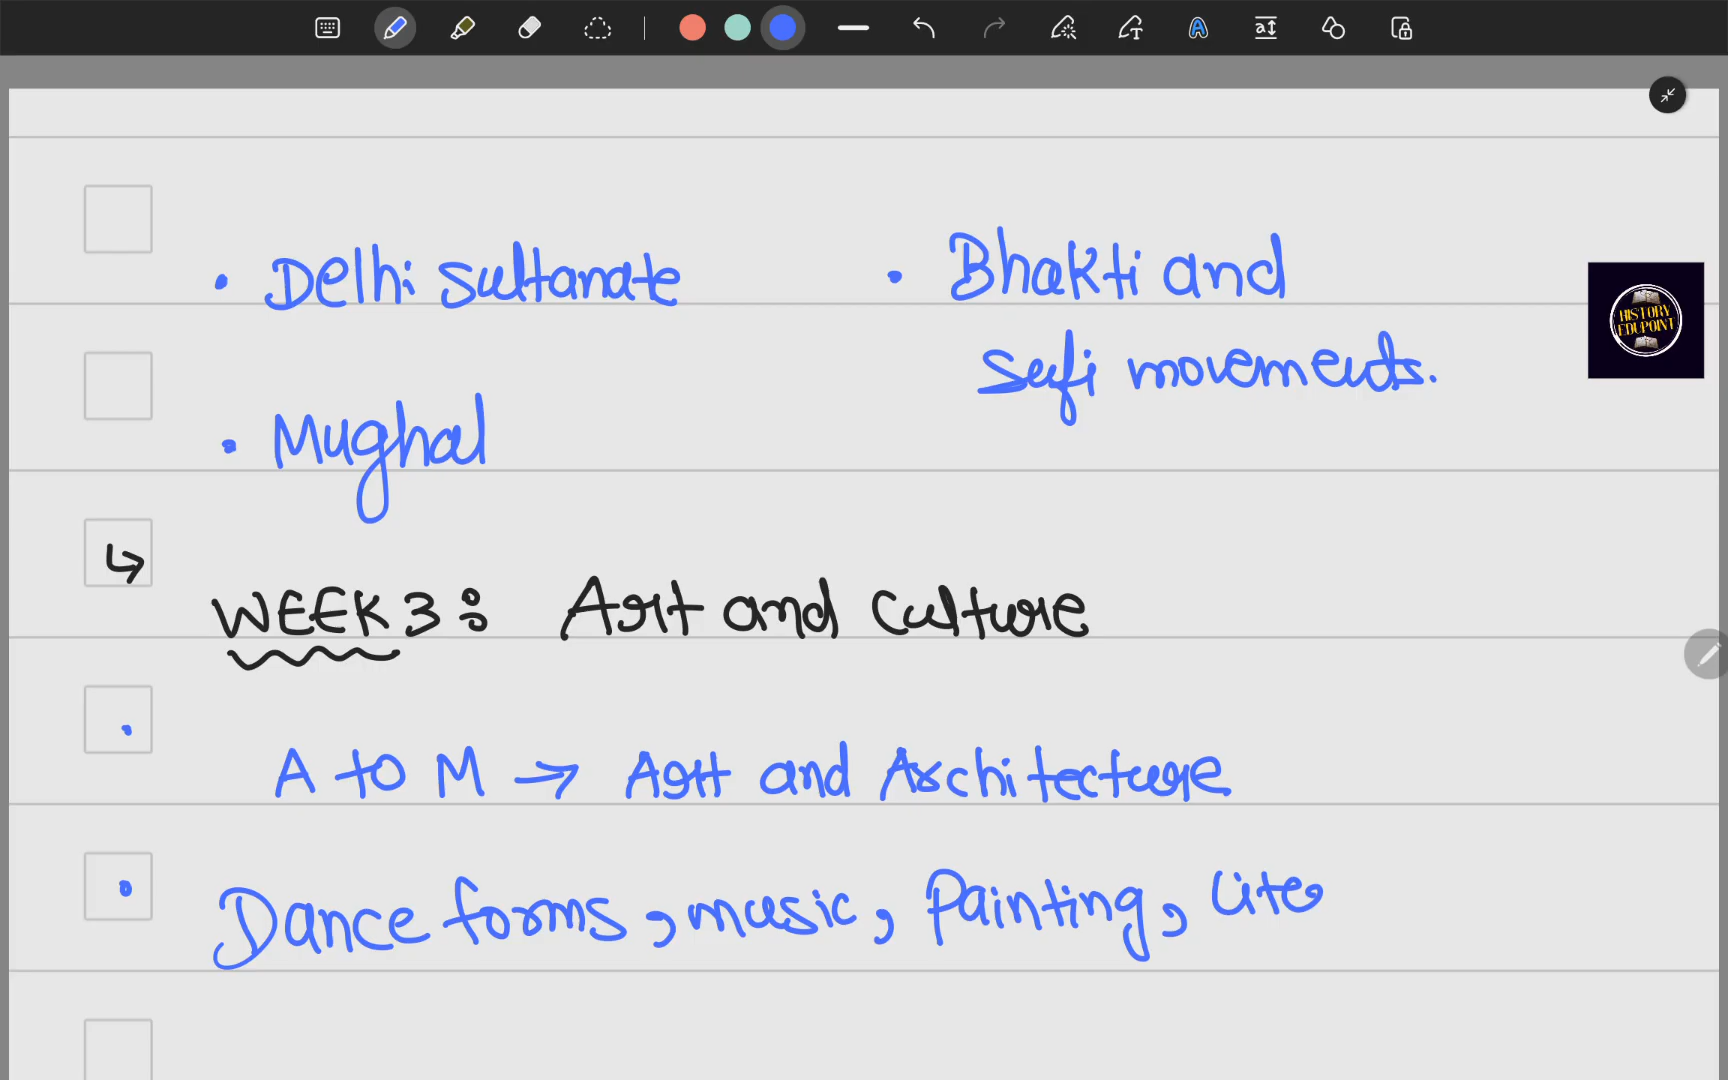 • Delhi Sultanate
• Bhakti and
Sufi movements.
• Mughal
↳ WEEK 3: Art and Culture
• A to M → Art and Architecture
• Dance forms, music, Painting, Lite
HISTORY
EDUPOINT